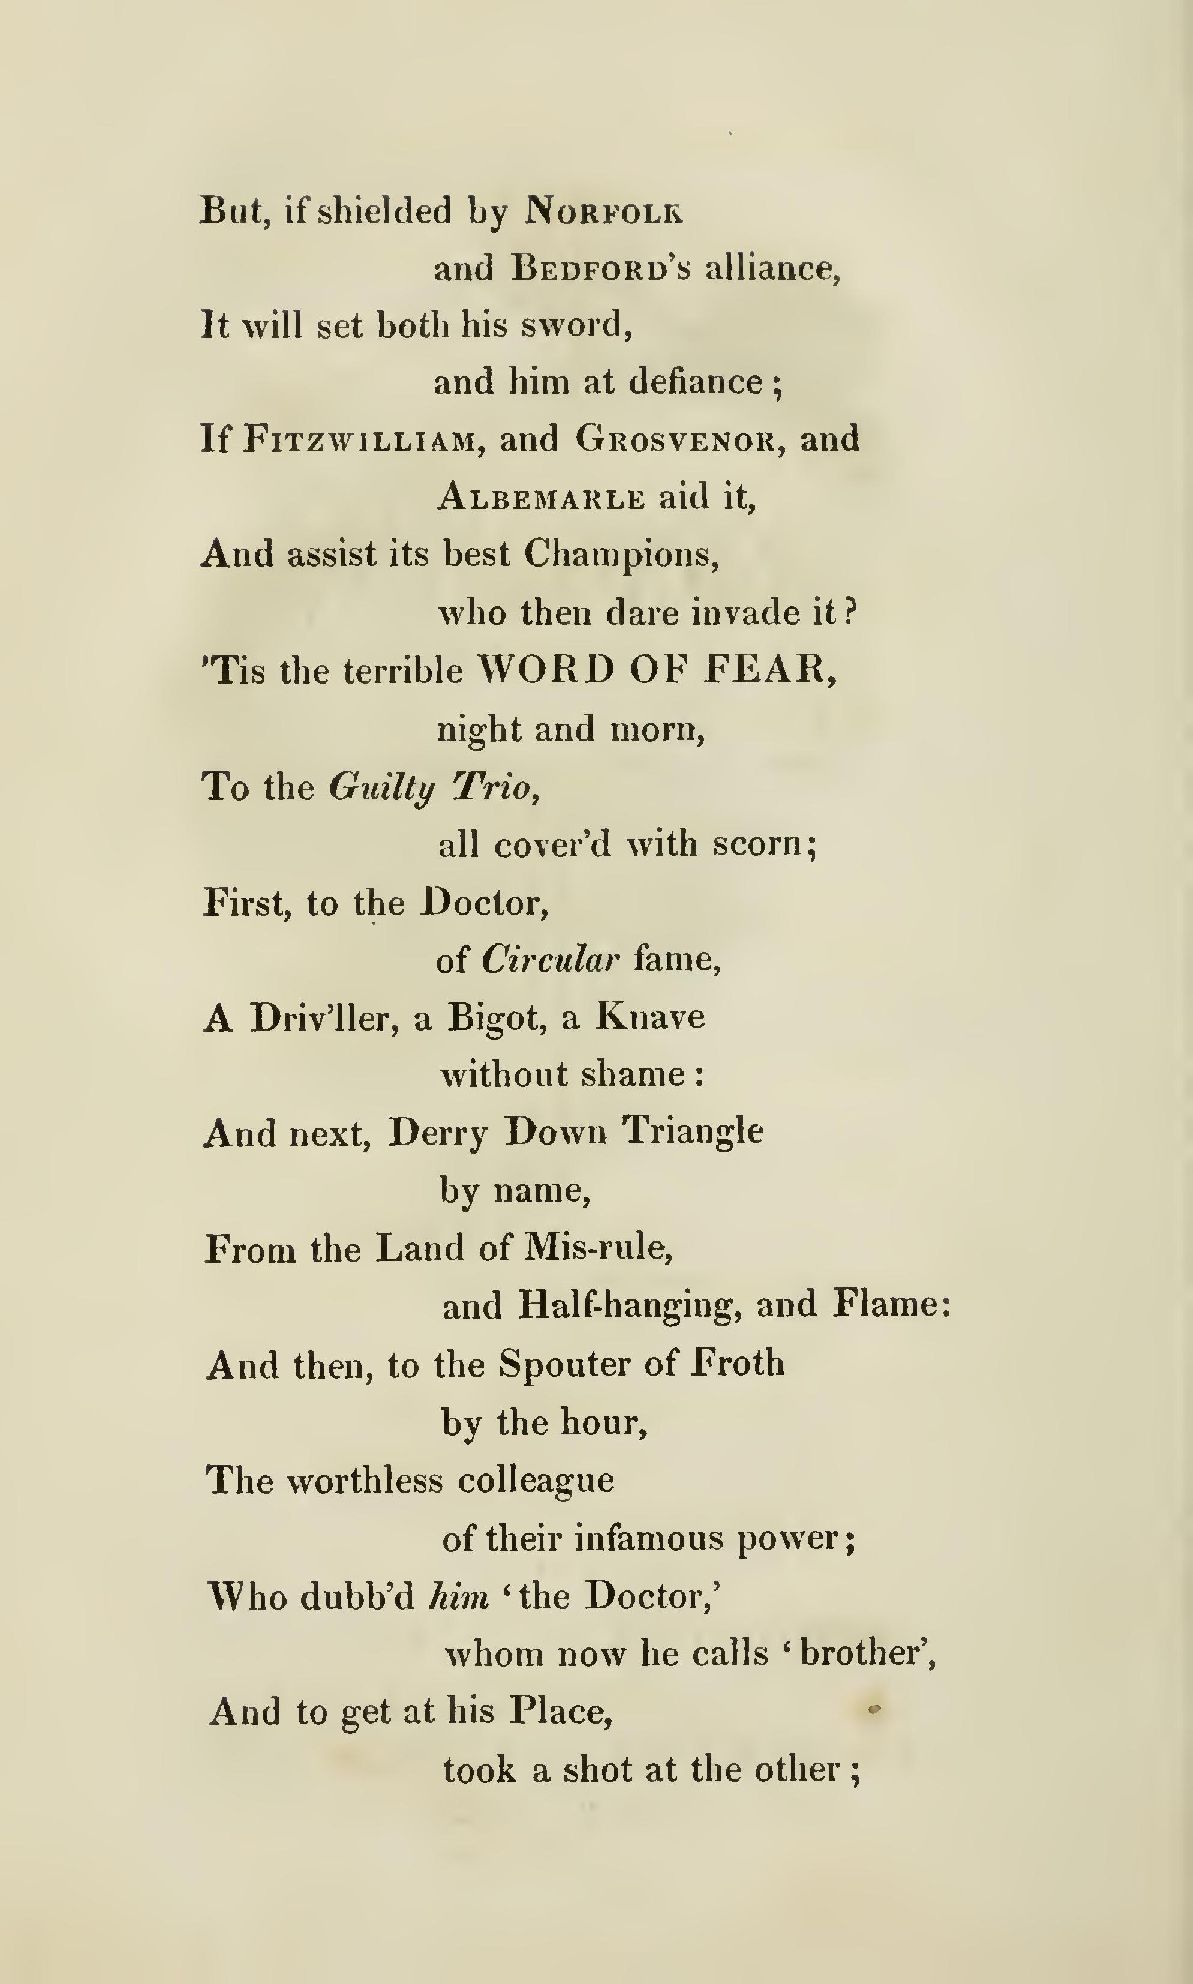 But, if shielded by NORFOLK
and BEDFORD's alliance,
It will set both his sword,
and him at defiance;
If FITZWILLIAM, and GROSVENOR, and
ALBEMARLE aid it,
And assist its best Champions,
who then dare invade it?
'Tis the terrible WORD OF FEAR,
night and morn,
To the Guilty Trio,
all cover'd with scorn;
First, to the Doctor,
of Circular fame,
A Driv'ller, a Bigot, a Knave
without shame:
And next, Derry Down Triangle
by name,
From the Land of Mis-rule,
and Half-hanging, and Flame:
And then, to the Spouter of Froth
by the hour,
The worthless colleague
of their infamous power;
Who dubb'd him ‘the Doctor,’
whom now he calls ‘brother’,
And to get at his Place,
took a shot at the other;